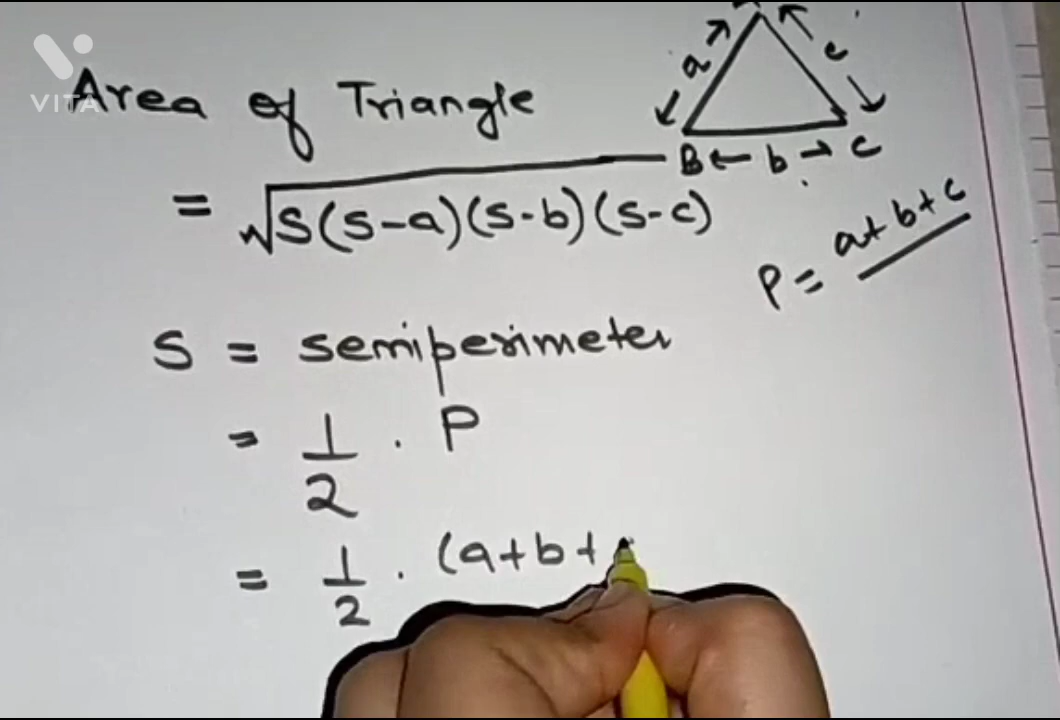 VITA
Area of Triangle
= √S(S-a)(S-b)(S-c)
a
c
B ← b → C
P = a+b+c
S = semiperimeter
= 1/2 . P
= 1/2 . (a+b+